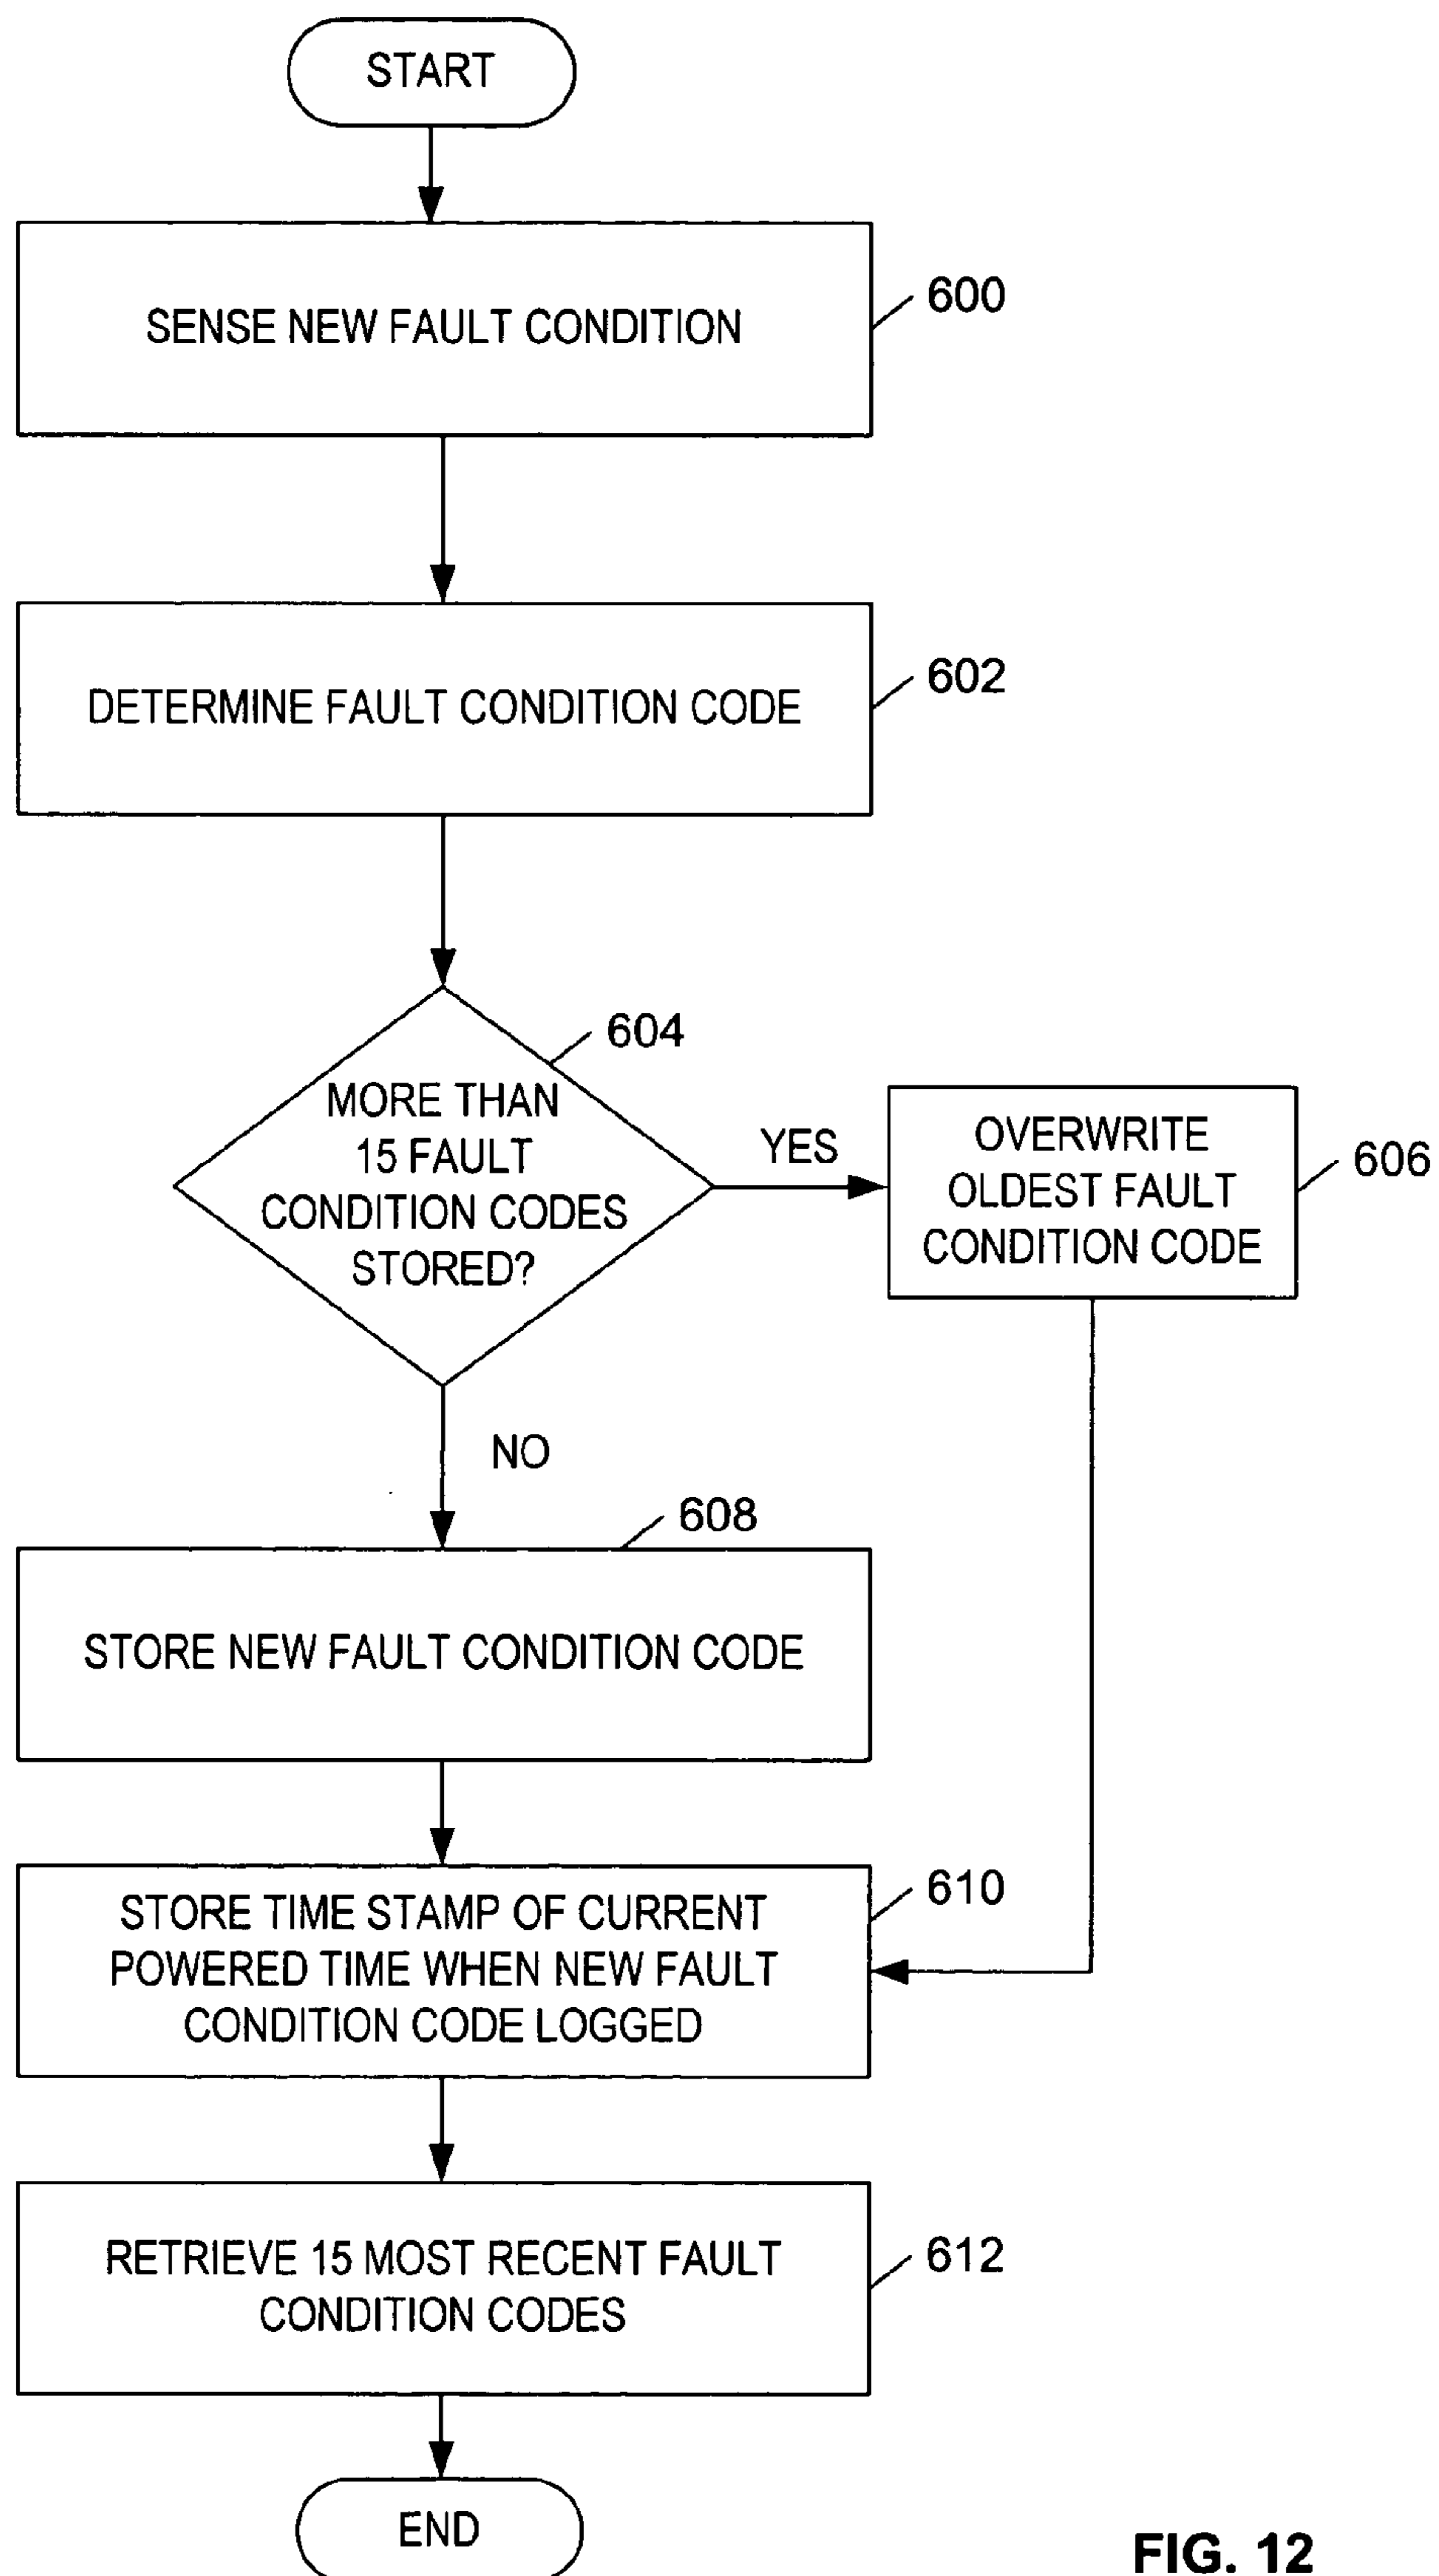 START
SENSE NEW FAULT CONDITION
600
DETERMINE FAULT CONDITION CODE
602
604
MORE THAN
15 FAULT
CONDITION CODES
STORED?
YES
OVERWRITE
OLDEST FAULT
CONDITION CODE
606
NO
608
STORE NEW FAULT CONDITION CODE
STORE TIME STAMP OF CURRENT
POWERED TIME WHEN NEW FAULT
CONDITION CODE LOGGED
610
RETRIEVE 15 MOST RECENT FAULT
CONDITION CODES
612
END
FIG. 12